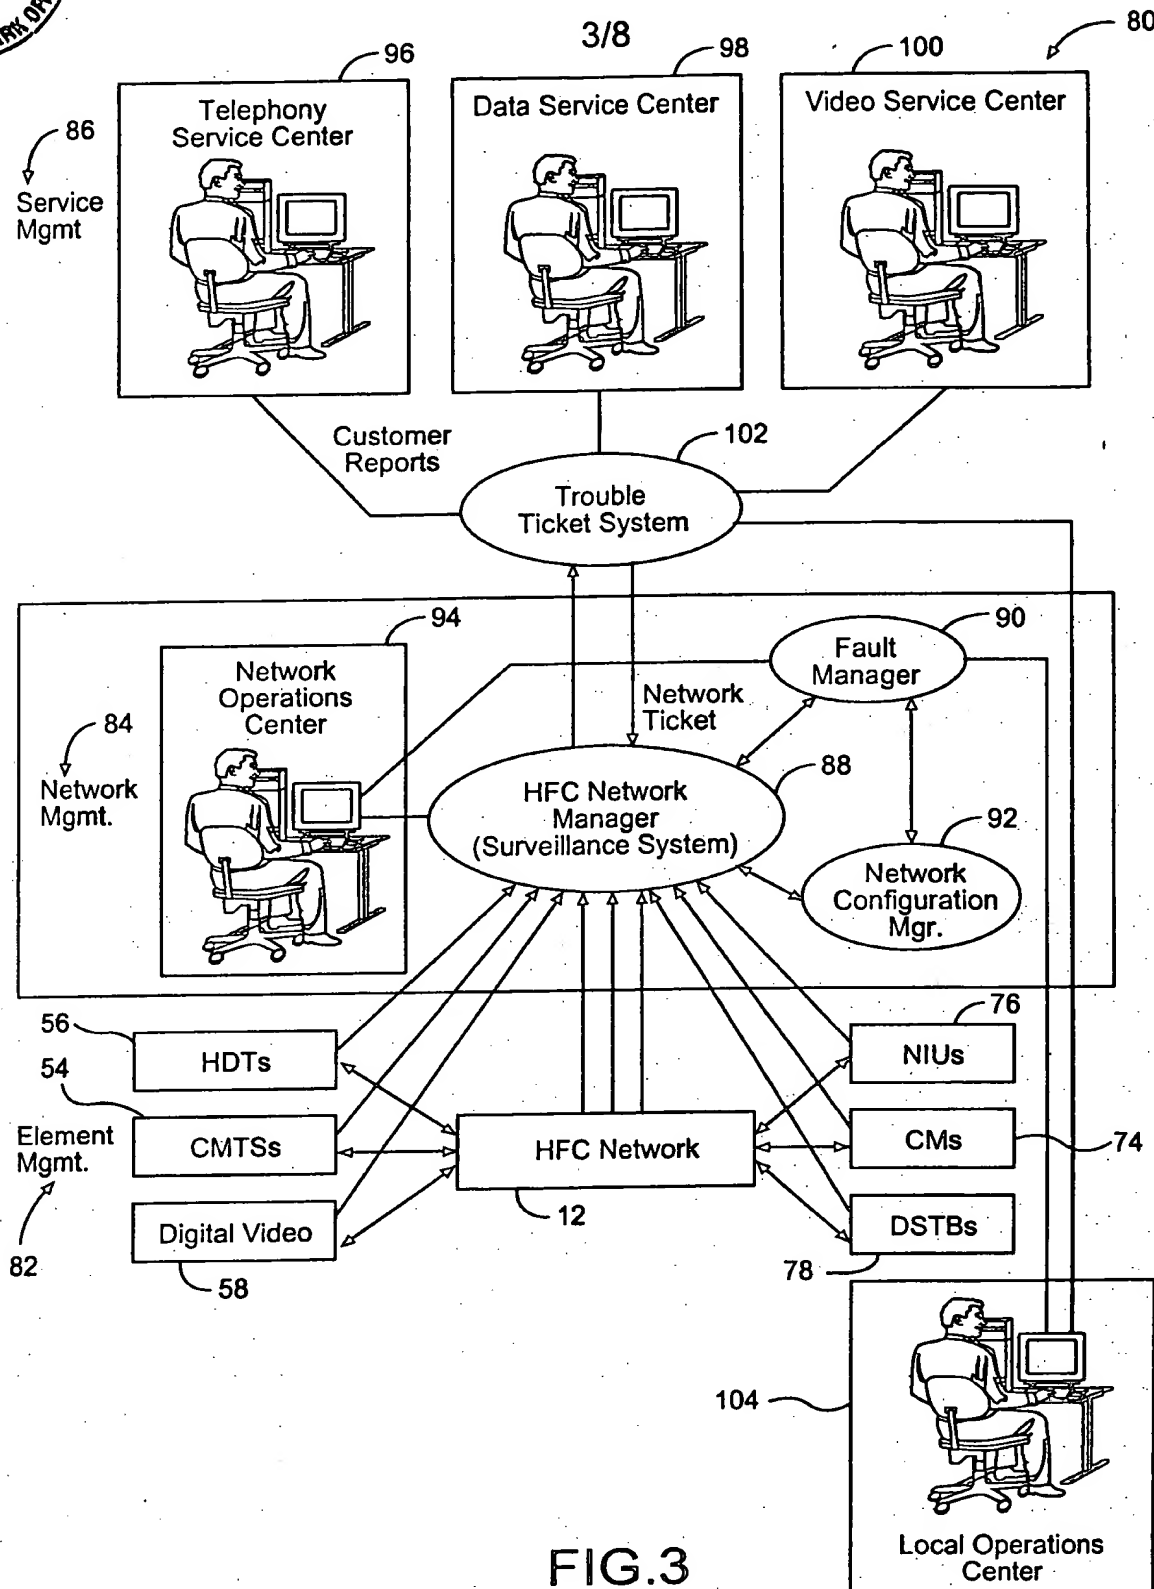 3/8
80
96
98
100
Telephony
Service Center
Data Service Center
Video Service Center
86
Service
Mgmt
Customer
Reports
102
Trouble
Ticket System
94
90
Network
Operations
Center
Fault
Manager
Network
Ticket
84
Network
Mgmt.
88
HFC Network
Manager
(Surveillance System)
92
Network
Configuration
Mgr.
56
HDTs
76
NIUs
54
CMTSs
HFC Network
12
CMs
74
Element
Mgmt.
82
Digital Video
58
DSTBs
78
104
Local Operations
Center
FIG.3